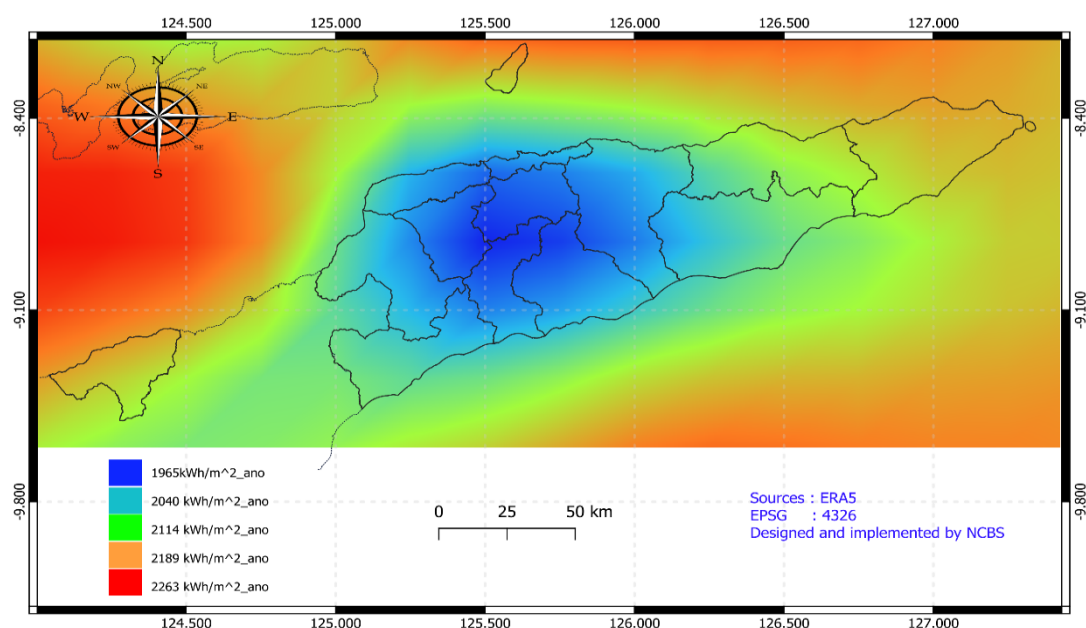 124.500 125.000 125.500 126.000 126.500 127.000
N
NW NE
W E
SW SE
S
-8.400 -8.400
-9.100 -9.100
-9.800 -9.800
1965kWh/m^2_ano
2040 kWh/m^2_ano
2114 kWh/m^2_ano
2189 kWh/m^2_ano
2263 kWh/m^2_ano
0 25 50 km
Sources : ERA5
EPSG : 4326
Designed and implemented by NCBS
124.500 125.000 125.500 126.000 126.500 127.000